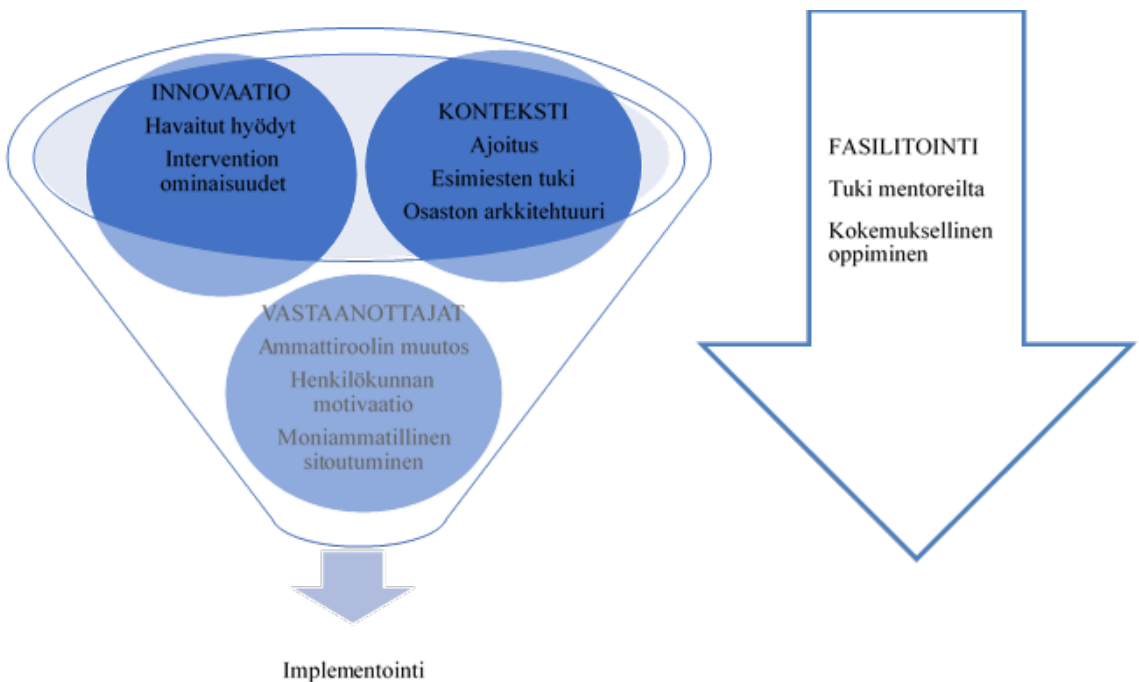 INNOVAATIO
Havaitut hyödyt
Intervention
ominaisuudet
KONTEKSTI
Ajoitus
Esimiesten tuki
Osaston arkkitehtuuri
VASTAANOTTAJAT
Ammattiroolin muutos
Henkilökunnan
motivaatio
Moniammatillinen
sitoutuminen
Implementointi
FASILITOINTI
Tuki mentoreilta
Kokemuksellinen
oppiminen